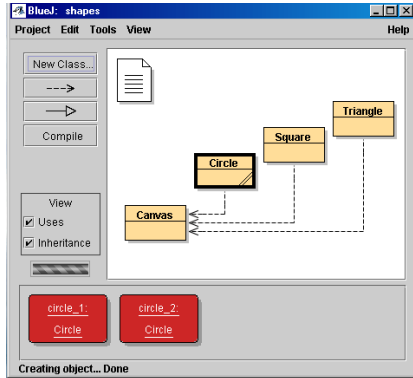 BlueJ: shapes
Project Edit Tools View Help
New Class...
Compile
View
Uses
Inheritance
Triangle
Square
Circle
Canvas
circle_1:
Circle
circle_2:
Circle
Creating object... Done